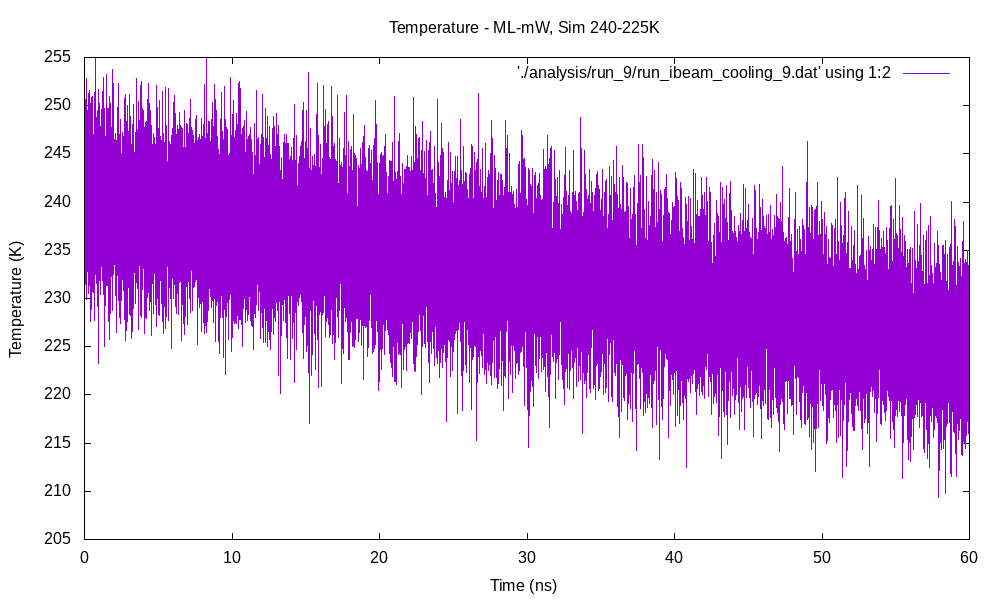 Temperature - ML-mW, Sim 240-225K
'./analysis/run_9/run_ibeam_cooling_9.dat' using 1:2
Temperature (K)
255
250
245
240
235
230
225
220
215
210
205
0 10 20 30 40 50 60
Time (ns)